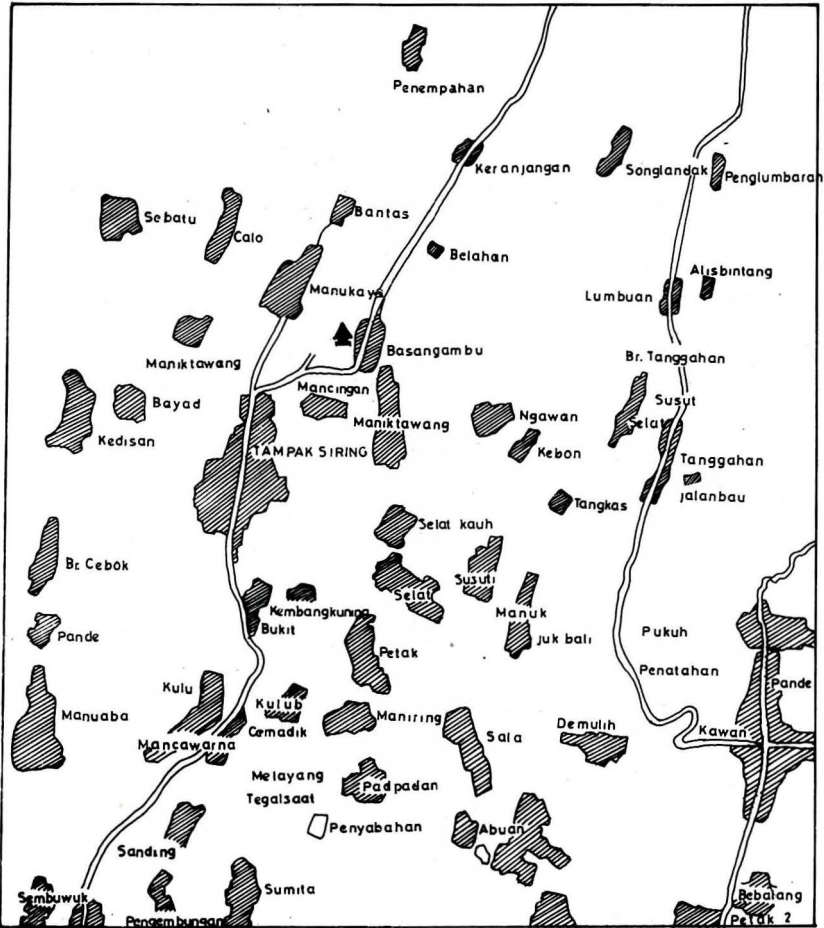 Penempahan
Keranjangan
Songlandak
Penglumbaran
Sebatu
Calo
Bantas
Belahan
Alisbintang
Lumbuan
Manukaya
Maniktawang
Basangambu
Br. Tanggahan
Mancingan
Bayad
Kedisan
Maniktawang
Ngawan
Susut
Selat
Kebon
TAMPAK SIRING
Tanggahan
jalanbau
Tangkas
Selat kauh
Br. Cebok
Susuti
Selat
Kembangkuning
Manuk
Bukit
Pande
Petak
juk bali
Pukuh
Penatahan
Pande
Kulu
Kulub
Manuaba
Maniring
Cemadik
Sala
Demulih
Kawan
Mancawarna
Melayang
Padpadan
Tegalsaat
Penyabahan
Abuan
Sanding
Sembuwuk
Sumita
Bebalang
Pengembungan
Petak 2